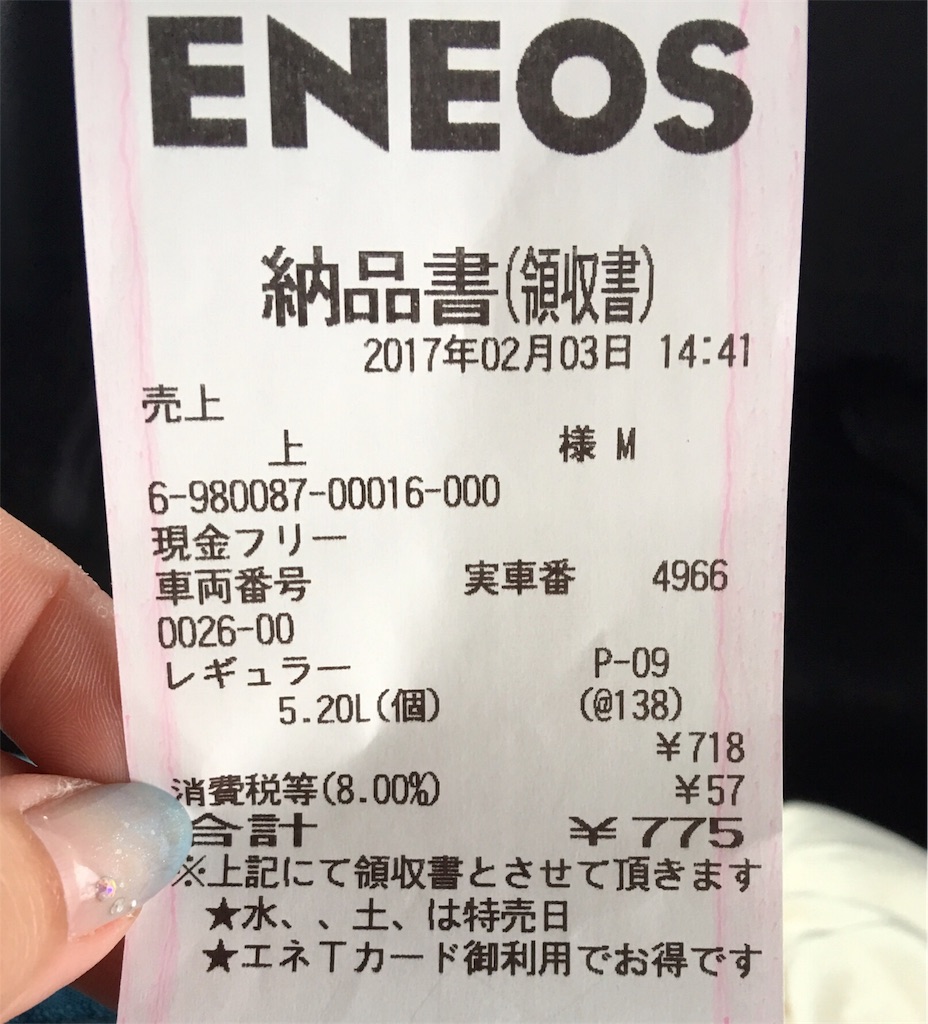 ENEOS
納品書(領収書)
2017年02月03日 14:41
売上
上 様 M
6-980087-00016-000
現金フリー
車両番号 実車番 4966
0026-00
レギュラー P-09
5.20L(個) (@138)
¥718
消費税等(8.00%) ¥57
合計 ¥775
※上記にて領収書とさせて頂きます
★水、、土、は特売日
★エネTカード御利用でお得です